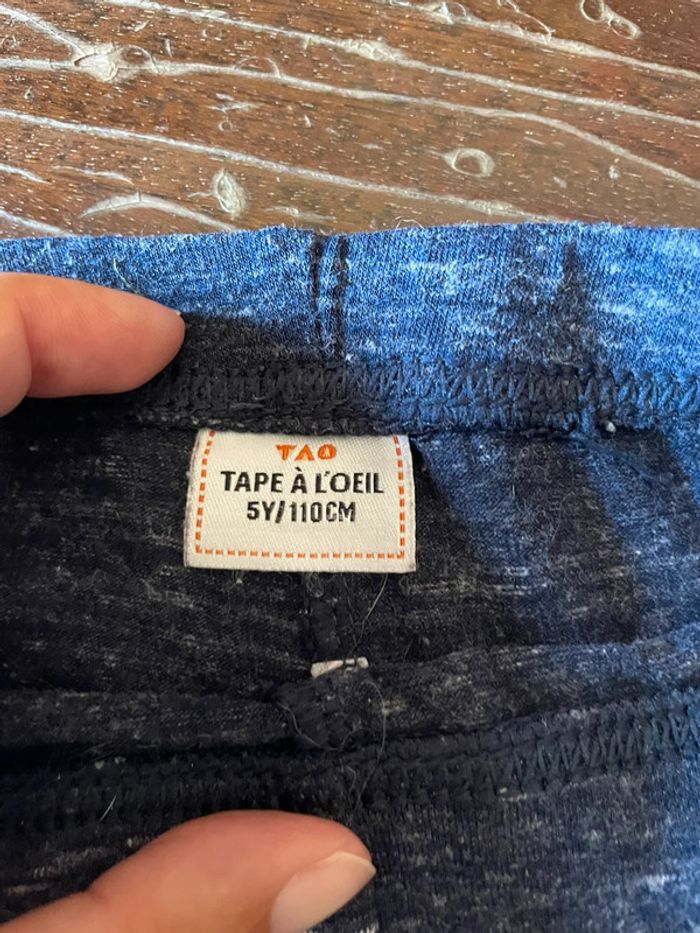 TAO
TAPE À L'OEIL
5Y/110CM